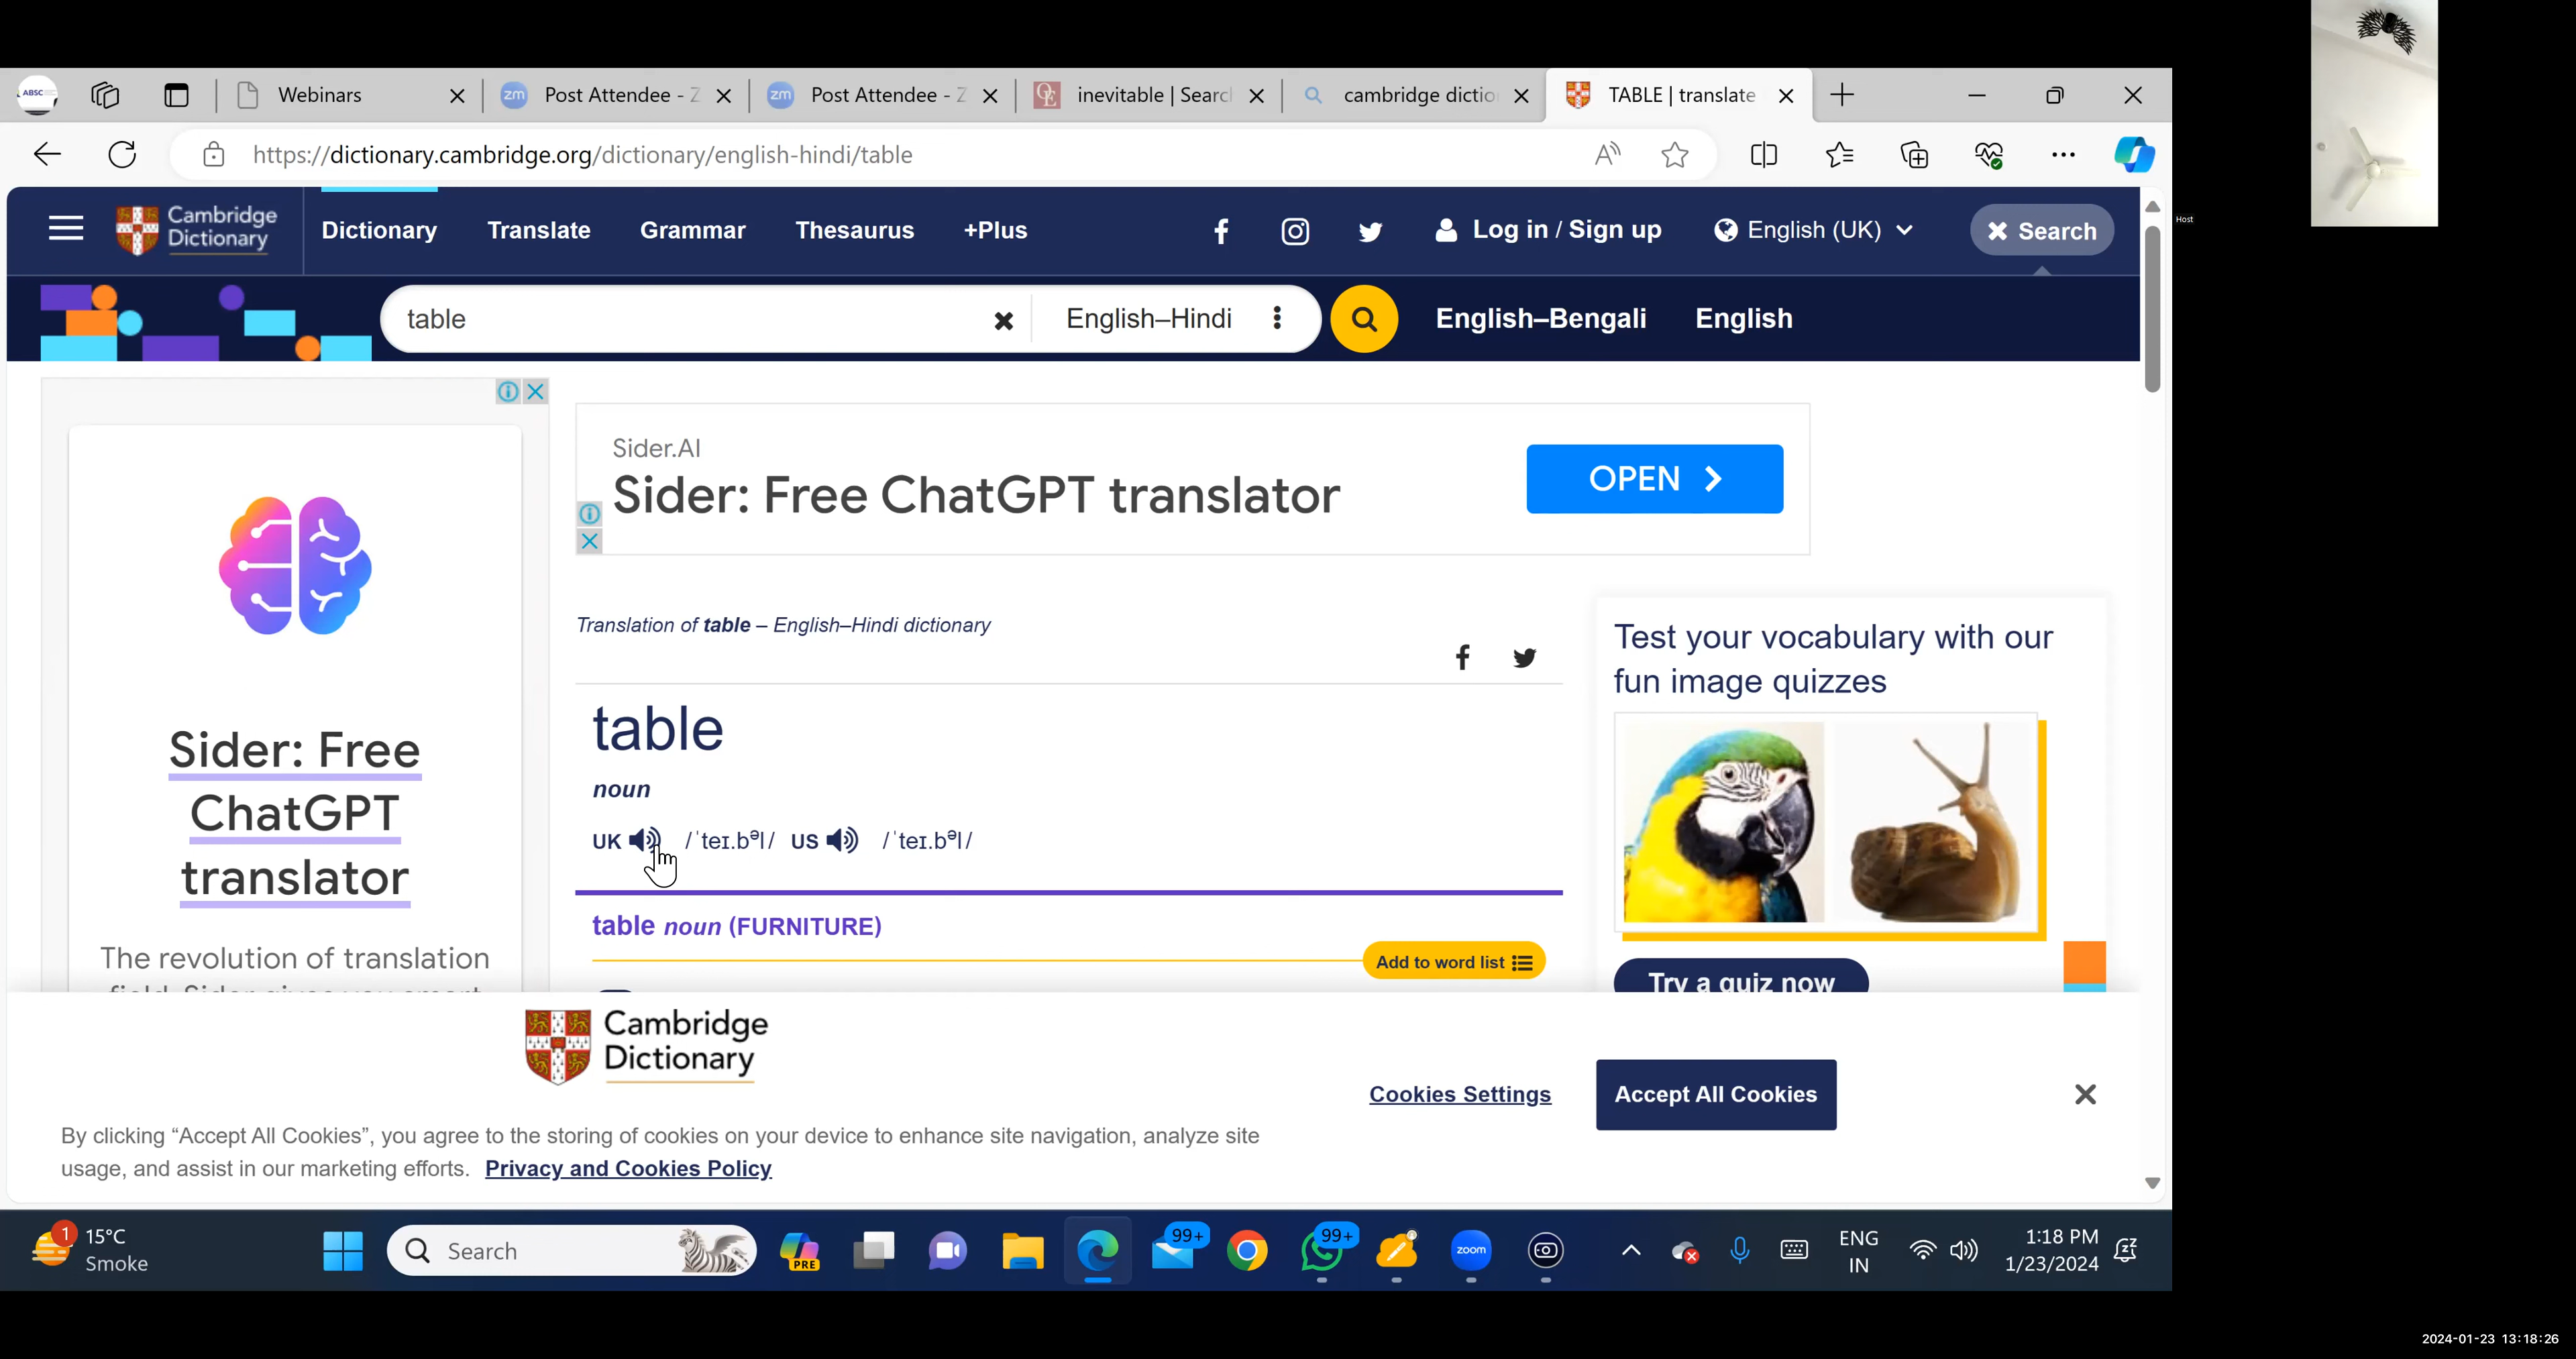 ABSC
Webinars
Post Attendee - Z
Post Attendee - Z
OE
inevitable | Searc
cambridge dictio
TABLE | translate
https://dictionary.cambridge.org/dictionary/english-hindi/table
Host
Cambridge
Dictionary
Dictionary
Translate
Grammar
Thesaurus
+Plus
Log in / Sign up
English (UK)
Search
table
English–Hindi
English–Bengali
English
Sider.AI
Sider: Free ChatGPT translator
OPEN
Sider: Free
ChatGPT
translator
The revolution of translation
Translation of table – English–Hindi dictionary
table
noun
UK /ˈteɪ.bəl/ US /ˈteɪ.bəl/
table noun (FURNITURE)
Add to word list
Test your vocabulary with our
fun image quizzes
Try a quiz now
Cambridge
Dictionary
By clicking “Accept All Cookies”, you agree to the storing of cookies on your device to enhance site navigation, analyze site
usage, and assist in our marketing efforts. Privacy and Cookies Policy
Cookies Settings
Accept All Cookies
1
15°C
Smoke
Search
PRE
99+
99+
zoom
ENG
IN
1:18 PM
1/23/2024
2024-01-23 13:18:26